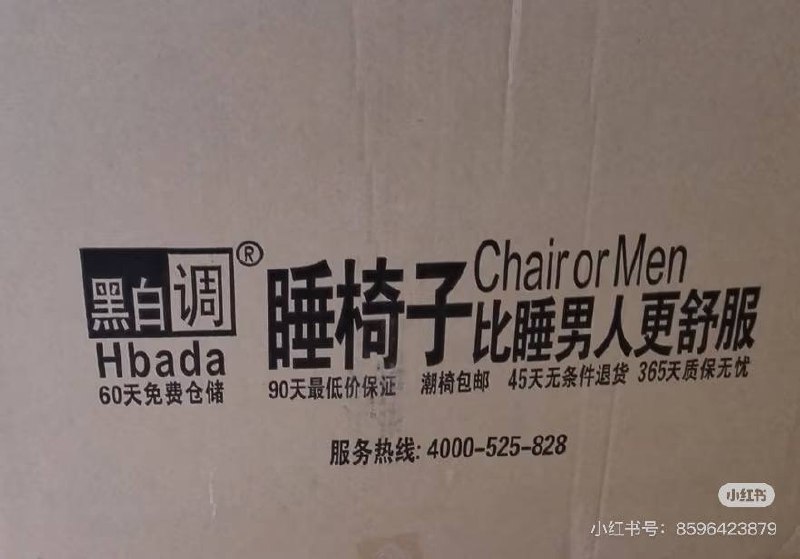 黑白调®
Hbada
60天免费仓储
睡椅子
Chair or Men
比睡男人更舒服
90天最低价保证 潮椅包邮 45天无条件退货 365天质保无忧
服务热线: 4000-525-828
小红书
小红书号: 8596423879